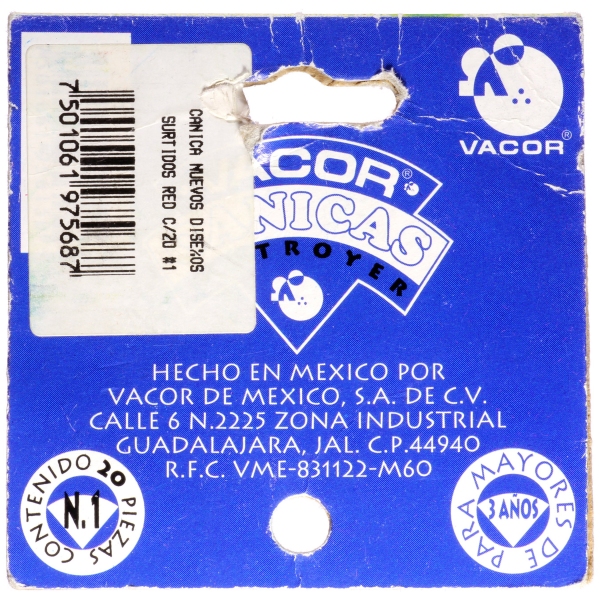 7501061975687
CANICA NUEVOS DISE%OS
SURTIDOS RED C/20 #1
VACOR®
ACOR®
NICAS
TROYER
HECHO EN MEXICO POR
VACOR DE MEXICO, S.A. DE C.V.
CALLE 6 N.2225 ZONA INDUSTRIAL
GUADALAJARA, JAL. C.P.44940
R.F.C. VME-831122-M60
CONTENIDO 20 PIEZAS
N.1
PARA MAYORES DE
3 AÑOS